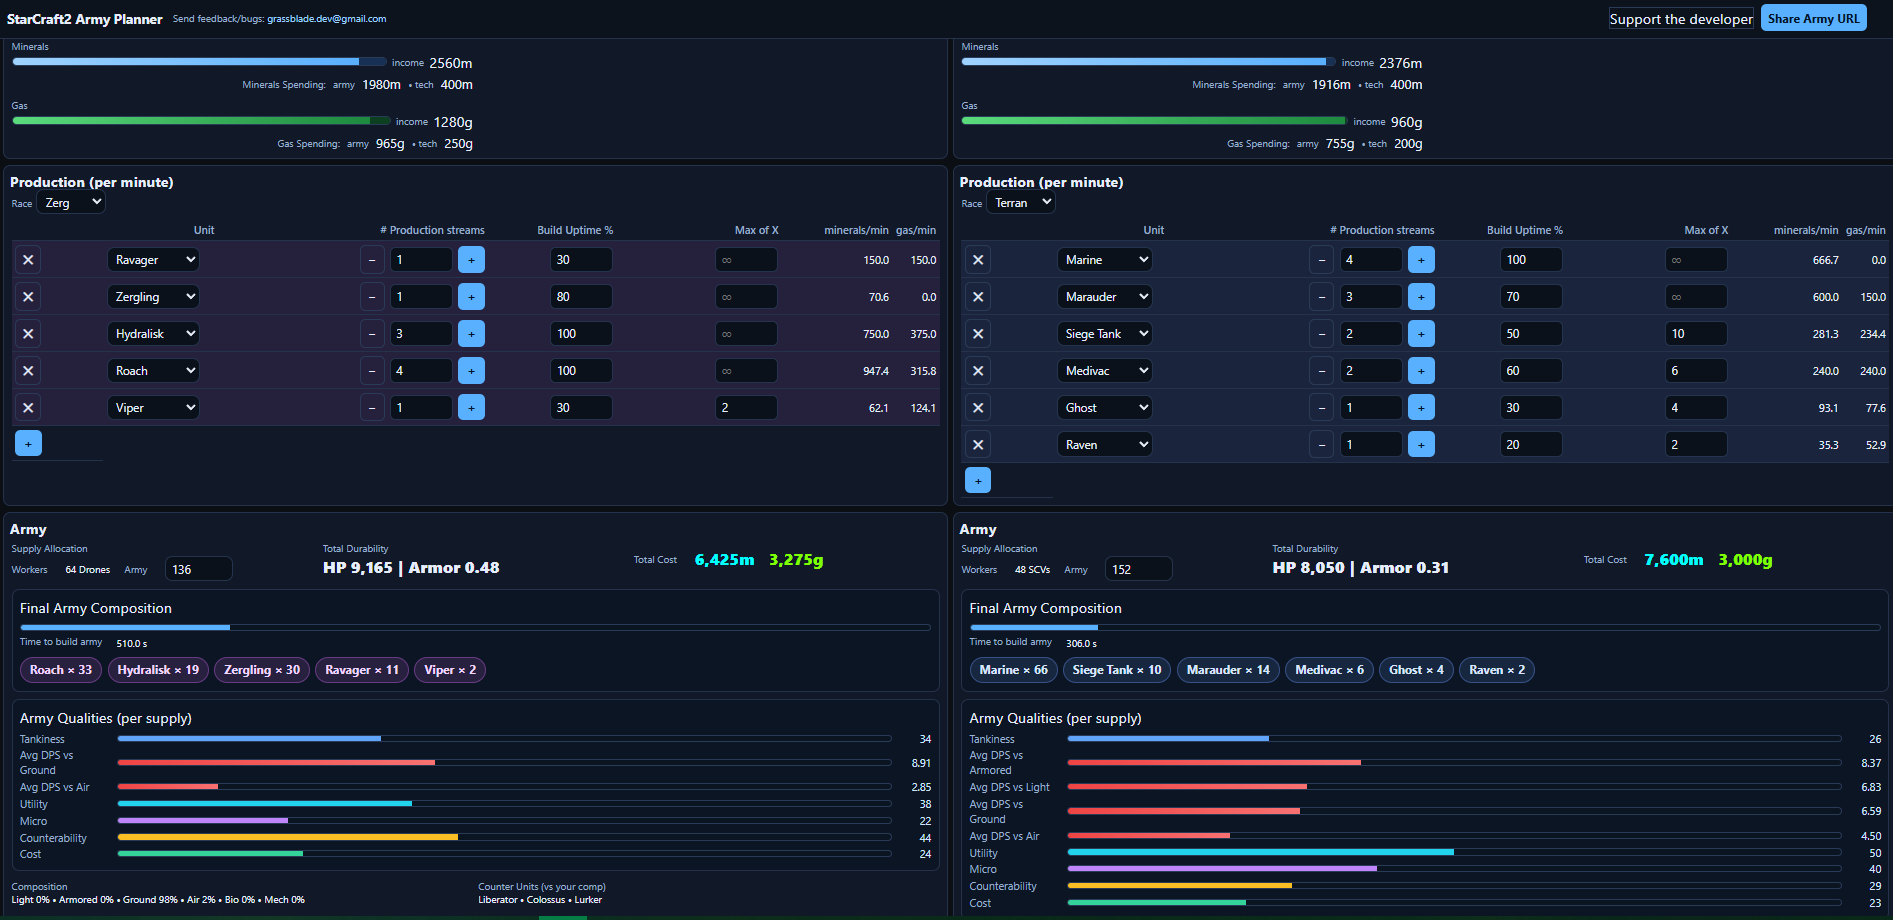 StarCraft2 Army Planner Send feedback/bugs: grassblade.dev@gmail.com Support the developer Share Army URL
Minerals
income 2560m
Minerals Spending: army 1980m • tech 400m
Gas
income 1280g
Gas Spending: army 965g • tech 250g
Production (per minute)
Race Zerg
Unit # Production streams Build Uptime % Max of X minerals/min gas/min
✕ Ravager − 1 + 30 ∞ 150.0 150.0
✕ Zergling − 1 + 80 ∞ 70.6 0.0
✕ Hydralisk − 3 + 100 ∞ 750.0 375.0
✕ Roach − 4 + 100 ∞ 947.4 315.8
✕ Viper − 1 + 30 2 62.1 124.1
+
Army
Supply Allocation
Workers 64 Drones Army 136
Total Durability
HP 9,165 | Armor 0.48
Total Cost 6,425m 3,275g
Final Army Composition
Time to build army 510.0 s
Roach × 33 Hydralisk × 19 Zergling × 30 Ravager × 11 Viper × 2
Army Qualities (per supply)
Tankiness 34
Avg DPS vs
Ground 8.91
Avg DPS vs Air 2.85
Utility 38
Micro 22
Counterability 44
Cost 24
Composition
Light 0% • Armored 0% • Ground 98% • Air 2% • Bio 0% • Mech 0%
Counter Units (vs your comp)
Liberator • Colossus • Lurker
Minerals
income 2376m
Minerals Spending: army 1916m • tech 400m
Gas
income 960g
Gas Spending: army 755g • tech 200g
Production (per minute)
Race Terran
Unit # Production streams Build Uptime % Max of X minerals/min gas/min
✕ Marine − 4 + 100 ∞ 666.7 0.0
✕ Marauder − 3 + 70 ∞ 600.0 150.0
✕ Siege Tank − 2 + 50 10 281.3 234.4
✕ Medivac − 2 + 60 6 240.0 240.0
✕ Ghost − 1 + 30 4 93.1 77.6
✕ Raven − 1 + 20 2 35.3 52.9
+
Army
Supply Allocation
Workers 48 SCVs Army 152
Total Durability
HP 8,050 | Armor 0.31
Total Cost 7,600m 3,000g
Final Army Composition
Time to build army 306.0 s
Marine × 66 Siege Tank × 10 Marauder × 14 Medivac × 6 Ghost × 4 Raven × 2
Army Qualities (per supply)
Tankiness 26
Avg DPS vs
Armored 8.37
Avg DPS vs Light 6.83
Avg DPS vs
Ground 6.59
Avg DPS vs Air 4.50
Utility 50
Micro 40
Counterability 29
Cost 23